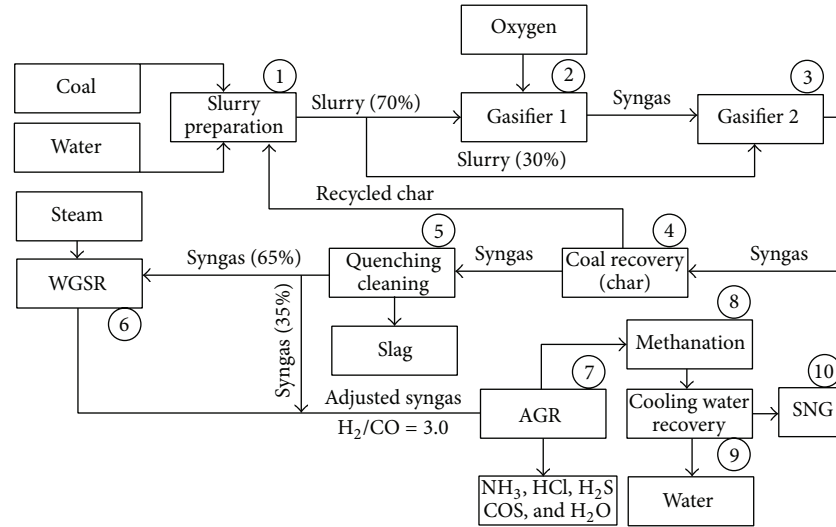 Oxygen
1
2
3
Coal
Slurry
preparation
Slurry (70%)
Gasifier 1
Syngas
Gasifier 2
Water
Slurry (30%)
Recycled char
Steam
5
4
Syngas (65%)
Quenching
cleaning
Syngas
Coal recovery
(char)
Syngas
WGSR
6
Syngas (35%)
Slag
8
Methanation
7
10
Adjusted syngas
H₂/CO = 3.0
AGR
Cooling water
recovery
SNG
9
NH₃, HCl, H₂S
COS, and H₂O
Water